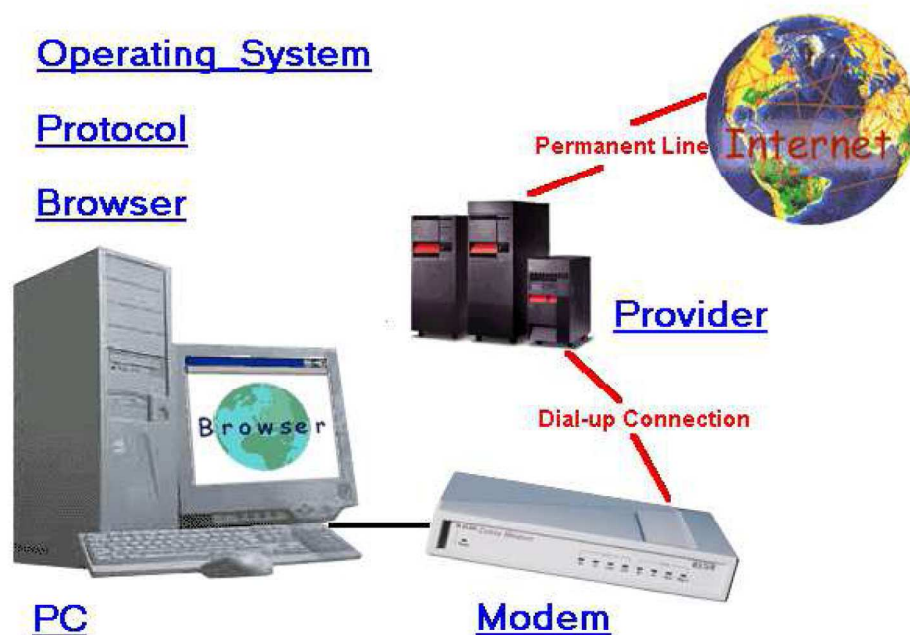 Operating_System
Protocol
Browser
Permanent Line
Internet
Provider
Browser
Dial-up Connection
PC
Modem